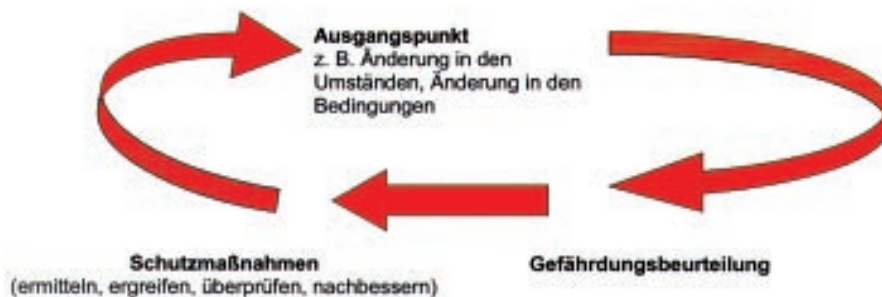 Ausgangspunkt
z. B. Änderung in den
Umständen, Änderung in den
Bedingungen
Schutzmaßnahmen
(ermitteln, ergreifen, überprüfen, nachbessern)
Gefährdungsbeurteilung